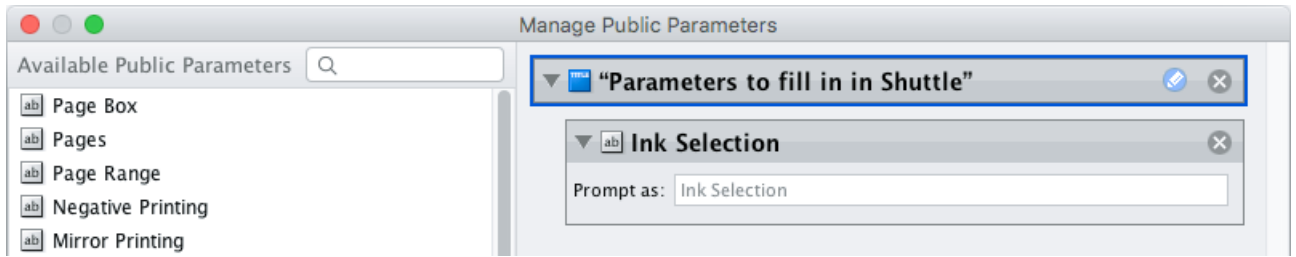 Manage Public Parameters
Available Public Parameters
Page Box
Pages
Page Range
Negative Printing
Mirror Printing
“Parameters to fill in in Shuttle”
Ink Selection
Prompt as: Ink Selection